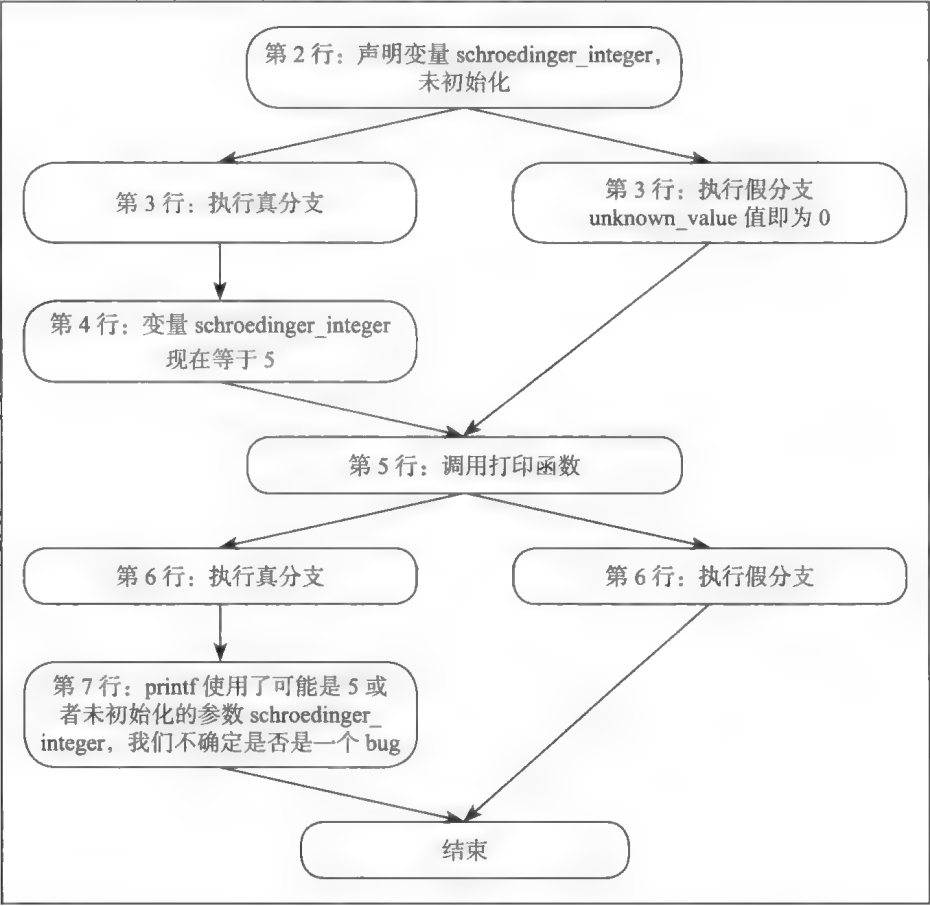 第 2 行：声明变量 schroedinger_integer，
未初始化
第 3 行：执行真分支
第 3 行：执行假分支
unknown_value 值即为 0
第 4 行：变量 schroedinger_integer
现在等于 5
第 5 行：调用打印函数
第 6 行：执行真分支
第 6 行：执行假分支
第 7 行：printf 使用了可能是 5 或
者未初始化的参数 schroedinger_
integer，我们不确定是否是一个 bug
结束